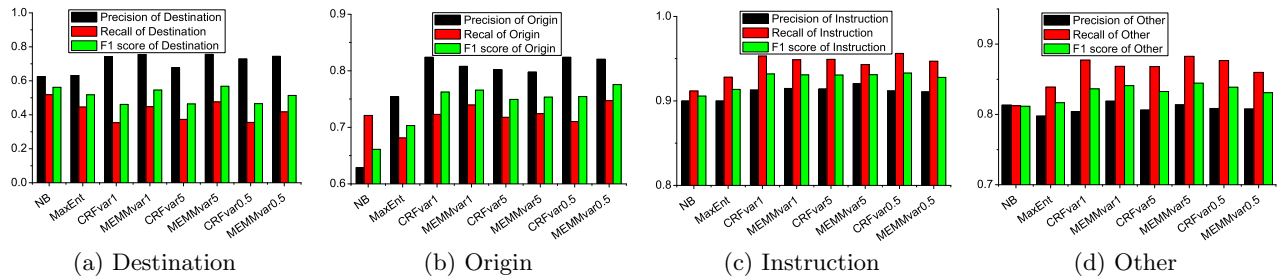 1.0
0.8
0.6
0.4
0.2
0.0
Precision of Destination
Recall of Destination
F1 score of Destination
NB
MaxEnt
CRFvar1
MEMMvar1
CRFvar5
MEMMvar5
CRFvar0.5
MEMMvar0.5
(a) Destination
0.9
0.8
0.7
0.6
Precision of Origin
Recal of Origin
F1 score of Origin
NB
MaxEnt
CRFvar1
MEMMvar1
CRFvar5
MEMMvar5
CRFvar0.5
MEMMvar0.5
(b) Origin
1.0
0.9
0.8
Precision of Instruction
Recall of Instruction
F1 score of Instruction
NB
MaxEnt
CRFvar1
MEMMvar1
CRFvar5
MEMMvar5
CRFvar0.5
MEMMvar0.5
(c) Instruction
0.9
0.8
0.7
Precision of Other
Recall of Other
F1 score of Other
NB
MaxEnt
CRFvar1
MEMMvar1
CRFvar5
MEMMvar5
CRFvar0.5
MEMMvar0.5
(d) Other